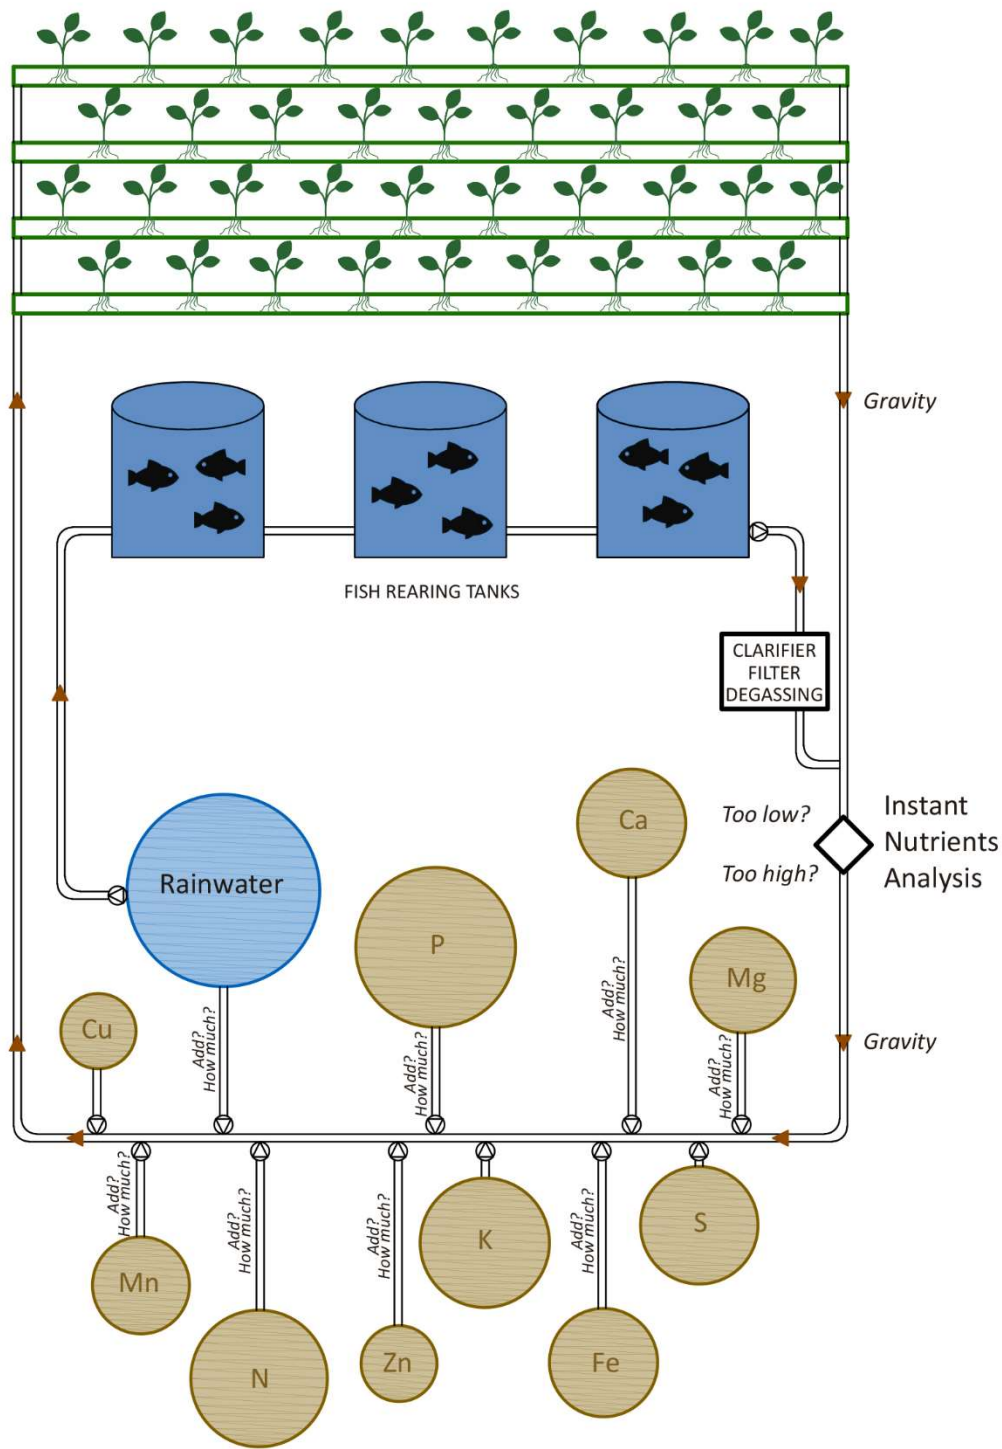 Gravity
FISH REARING TANKS
CLARIFIER
FILTER
DEGASSING
Too low?
Too high?
Instant
Nutrients
Analysis
Ca
Rainwater
P
Mg
Cu
Add?
How much?
Add?
How much?
Add?
How much?
Add?
How much?
Gravity
Add?
How much?
Add?
How much?
Add?
How much?
Add?
How much?
K
S
Mn
N
Zn
Fe